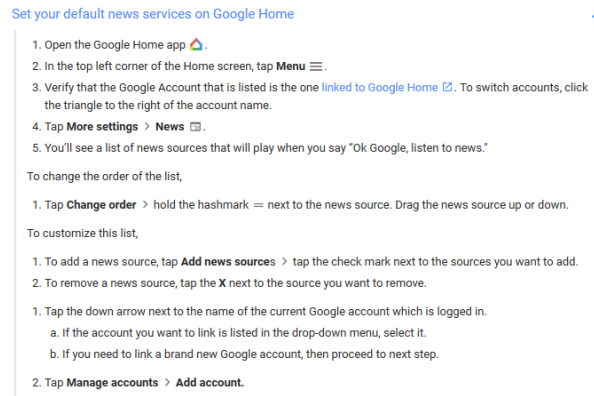 Set your default news services on Google Home
1. Open the Google Home app.
2. In the top left corner of the Home screen, tap Menu.
3. Verify that the Google Account that is listed is the one linked to Google Home. To switch accounts, click
the triangle to the right of the account name.
4. Tap More settings > News.
5. You'll see a list of news sources that will play when you say “Ok Google, listen to news."
To change the order of the list,
1. Tap Change order > hold the hashmark = next to the news source. Drag the news source up or down.
To customize this list,
1. To add a news source, tap Add news sources > tap the check mark next to the sources you want to add.
2. To remove a news source, tap the X next to the source you want to remove.
1. Tap the down arrow next to the name of the current Google account which is logged in.
a. If the account you want to link is listed in the drop-down menu, select it.
b. If you need to link a brand new Google account, then proceed to next step.
2. Tap Manage accounts > Add account.